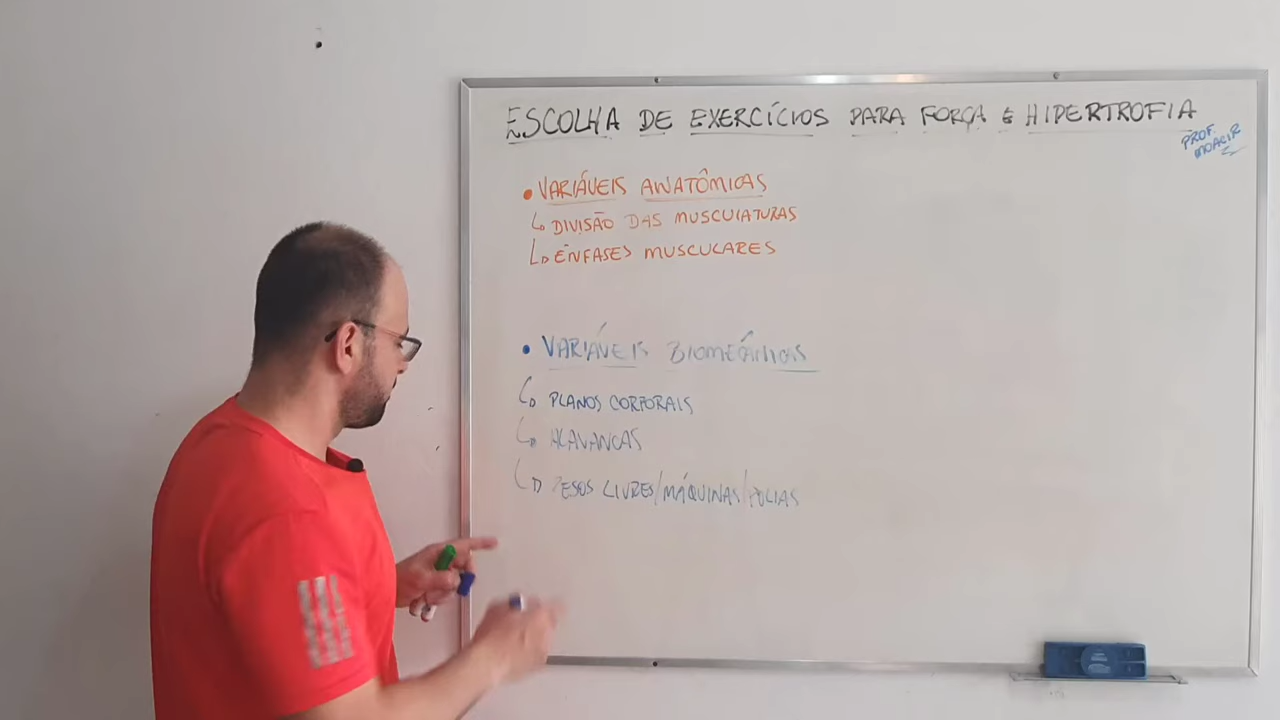 ESCOLHA DE EXERCÍCIOS PARA FORÇA E HIPERTROFIA
PROF. MOACIR
• VARIÁVEIS ANATÔMICAS
↳ DIVISÃO DAS MUSCULATURAS
↳ ÊNFASES MUSCULARES
• VARIÁVEIS BIOMECÂNICAS
↳ PLANOS CORPORAIS
↳ ALAVANCAS
↳ PESOS LIVRES/MÁQUINAS/POLIAS